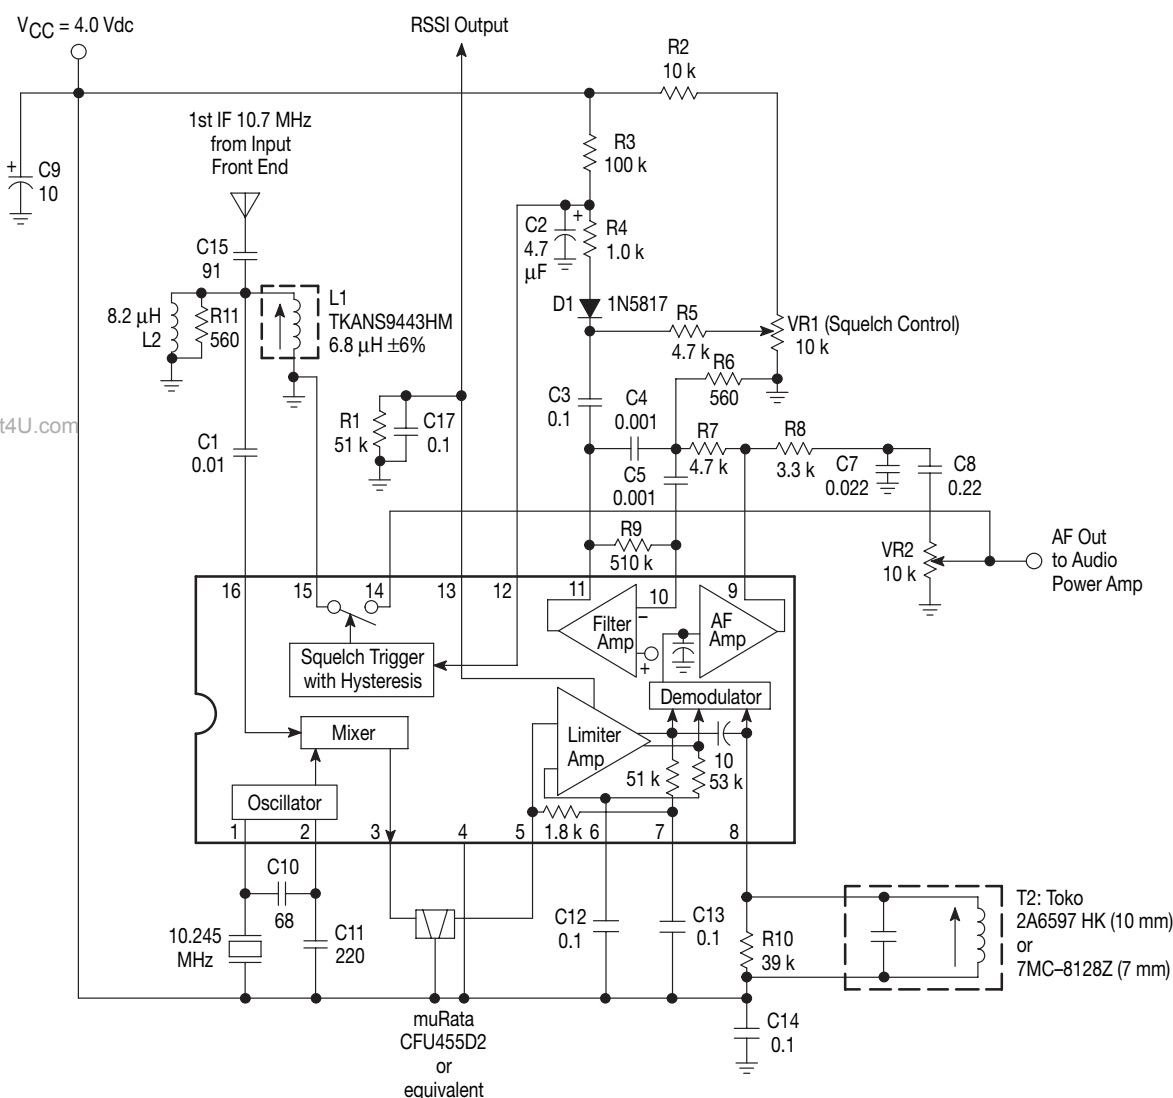 VCC = 4.0 Vdc
RSSI Output
R2
10 k
1st IF 10.7 MHz
from Input
Front End
+
C9
10
R3
100 k
C15
91
C2
4.7
µF
+
R4
1.0 k
8.2 µH
L2
R11
560
L1
TKANS9443HM
6.8 µH ±6%
D1
1N5817
R5
4.7 k
VR1 (Squelch Control)
10 k
R6
560
C3
0.1
C4
0.001
t4U.com
R1
51 k
C17
0.1
C1
0.01
R7
4.7 k
R8
3.3 k
C5
0.001
C7
0.022
C8
0.22
R9
510 k
VR2
10 k
AF Out
to Audio
Power Amp
16
15
14
13
12
11
10
9
Filter
Amp
–
+
AF
Amp
Squelch Trigger
with Hysteresis
Demodulator
Mixer
Limiter
Amp
10
51 k
53 k
Oscillator
1.8 k
1
2
3
4
5
6
7
8
C10
68
10.245
MHz
C11
220
C12
0.1
C13
0.1
R10
39 k
T2: Toko
2A6597 HK (10 mm)
or
7MC–8128Z (7 mm)
muRata
CFU455D2
or
equivalent
C14
0.1